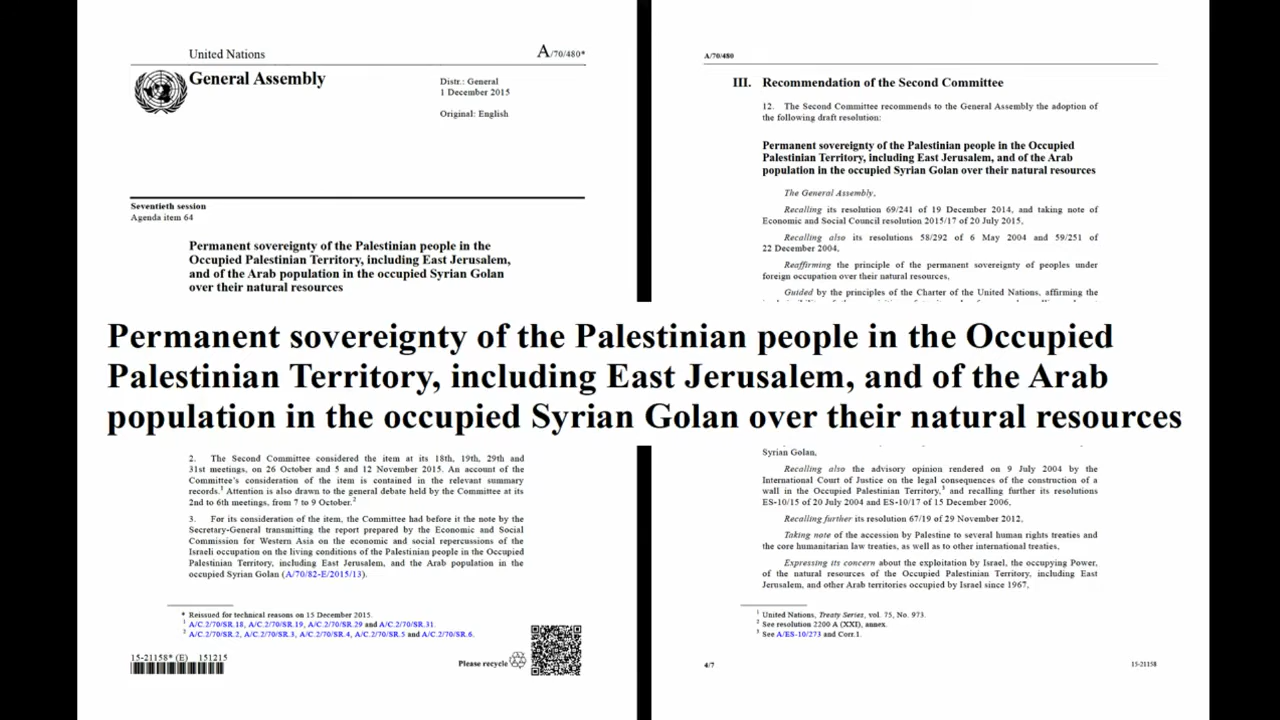 United Nations
A/70/480*
General Assembly
Distr.: General
1 December 2015
Original: English
Seventieth session
Agenda item 64
Permanent sovereignty of the Palestinian people in the
Occupied Palestinian Territory, including East Jerusalem,
and of the Arab population in the occupied Syrian Golan
over their natural resources
Permanent sovereignty of the Palestinian people in the Occupied
Palestinian Territory, including East Jerusalem, and of the Arab
population in the occupied Syrian Golan over their natural resources
2. The Second Committee considered the item at its 18th, 19th, 29th and
31st meetings, on 26 October and 5 and 12 November 2015. An account of the
Committee's consideration of the item is contained in the relevant summary
records.1 Attention is also drawn to the general debate held by the Committee at its
2nd to 6th meetings, from 7 to 9 October.2
3. For its consideration of the item, the Committee had before it the note by the
Secretary-General transmitting the report prepared by the Economic and Social
Commission for Western Asia on the economic and social repercussions of the
Israeli occupation on the living conditions of the Palestinian people in the Occupied
Palestinian Territory, including East Jerusalem, and the Arab population in the
occupied Syrian Golan (A/70/82-E/2015/13).
* Reissued for technical reasons on 15 December 2015.
1 A/C.2/70/SR.18, A/C.2/70/SR.19, A/C.2/70/SR.29 and A/C.2/70/SR.31.
2 A/C.2/70/SR.2, A/C.2/70/SR.3, A/C.2/70/SR.4, A/C.2/70/SR.5 and A/C.2/70/SR.6.
15-21158* (E) 151215
Please recycle
A/70/480
III. Recommendation of the Second Committee
12. The Second Committee recommends to the General Assembly the adoption of
the following draft resolution:
Permanent sovereignty of the Palestinian people in the Occupied
Palestinian Territory, including East Jerusalem, and of the Arab
population in the occupied Syrian Golan over their natural resources
The General Assembly,
Recalling its resolution 69/241 of 19 December 2014, and taking note of
Economic and Social Council resolution 2015/17 of 20 July 2015,
Recalling also its resolutions 58/292 of 6 May 2004 and 59/251 of
22 December 2004,
Reaffirming the principle of the permanent sovereignty of peoples under
foreign occupation over their natural resources,
Guided by the principles of the Charter of the United Nations, affirming the
Syrian Golan,
Recalling also the advisory opinion rendered on 9 July 2004 by the
International Court of Justice on the legal consequences of the construction of a
wall in the Occupied Palestinian Territory,3 and recalling further its resolutions
ES-10/15 of 20 July 2004 and ES-10/17 of 15 December 2006,
Recalling further its resolution 67/19 of 29 November 2012,
Taking note of the accession by Palestine to several human rights treaties and
the core humanitarian law treaties, as well as to other international treaties,
Expressing its concern about the exploitation by Israel, the occupying Power,
of the natural resources of the Occupied Palestinian Territory, including East
Jerusalem, and other Arab territories occupied by Israel since 1967,
1 United Nations, Treaty Series, vol. 75, No. 973.
2 See resolution 2200 A (XXI), annex.
3 See A/ES-10/273 and Corr.1.
4/7
15-21158